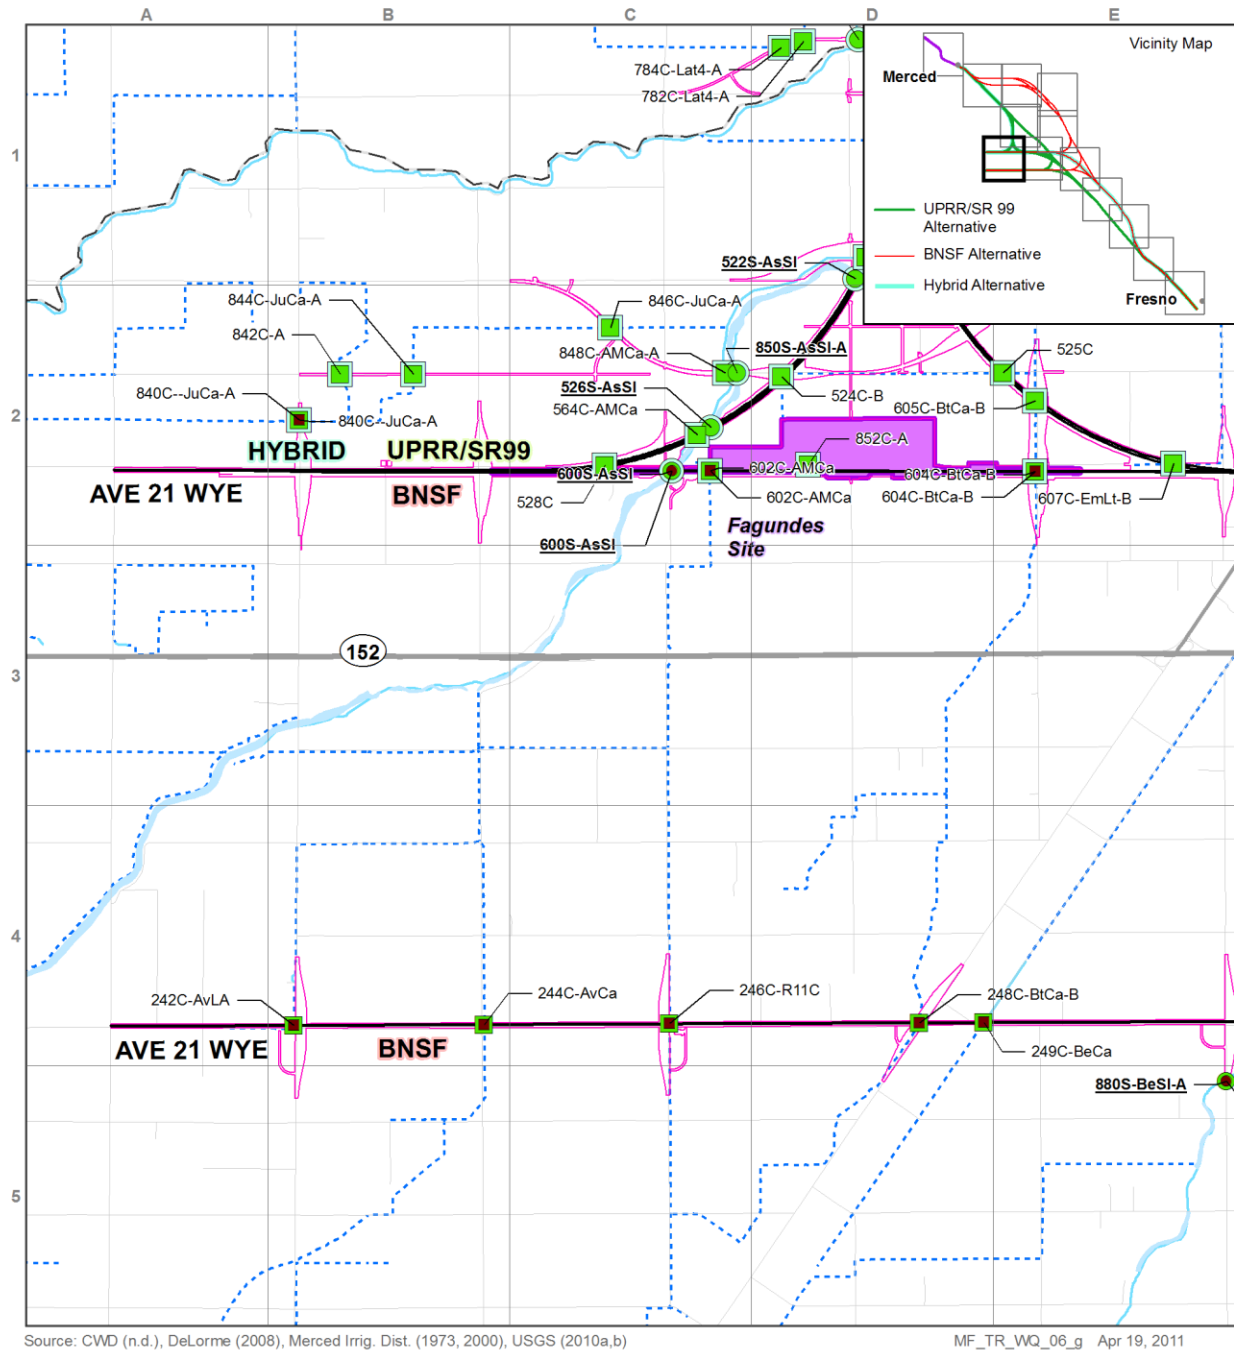 A B C D E
Vicinity Map
Merced
UPRR/SR 99
Alternative
BNSF Alternative
Hybrid Alternative
Fresno
1
784C-Lat4-A
782C-Lat4-A
522S-AsSl
844C-JuCa-A
846C-JuCa-A
842C-A
848C-AMCa-A
850S-AsSl-A
525C
840C--JuCa-A
526S-AsSl
524C-B
605C-BtCa-B
2
564C-AMCa
840C-JuCa-A
852C-A
HYBRID
UPRR/SR99
600S-AsSl
602C-AMCa
604C-BtCa-B
AVE 21 WYE
BNSF
528C
602C-AMCa
604C-BtCa-B
607C-EmLt-B
Fagundes
Site
600S-AsSl
152
3
4
242C-AvLA
244C-AvCa
246C-R11C
248C-BtCa-B
AVE 21 WYE
BNSF
249C-BeCa
880S-BeSl-A
5
Source: CWD (n.d.), DeLorme (2008), Merced Irrig. Dist. (1973, 2000), USGS (2010a,b)
MF_TR_WQ_06_g Apr 19, 2011